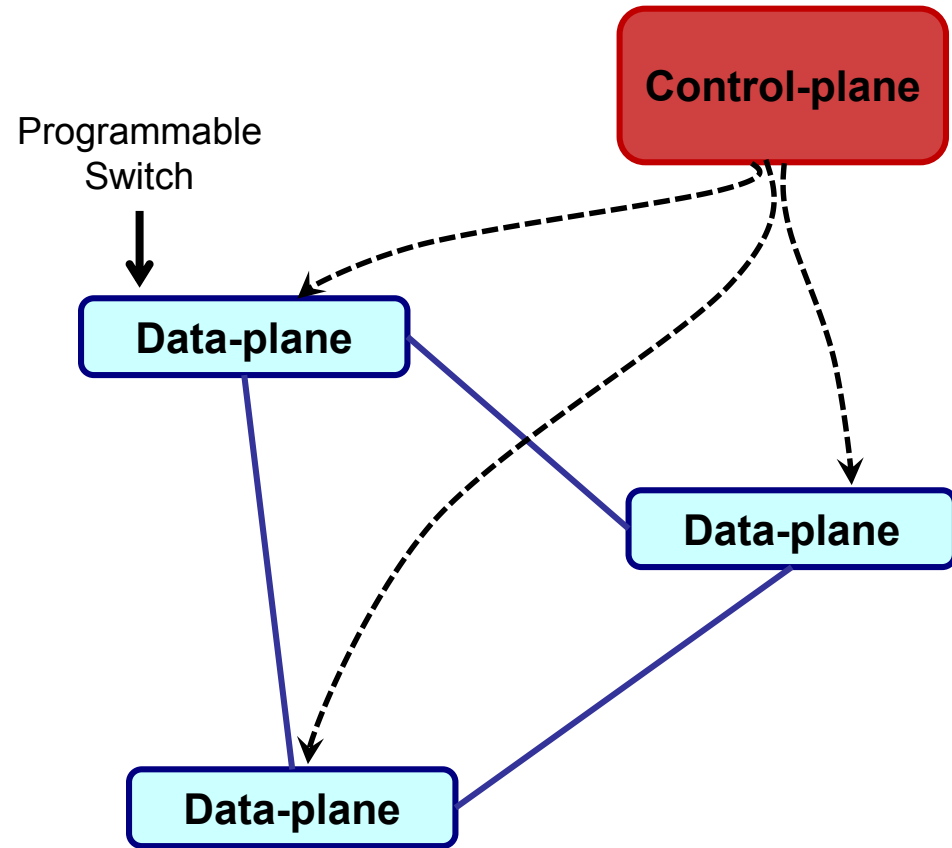 Control-plane
Programmable
Switch
Data-plane
Data-plane
Data-plane